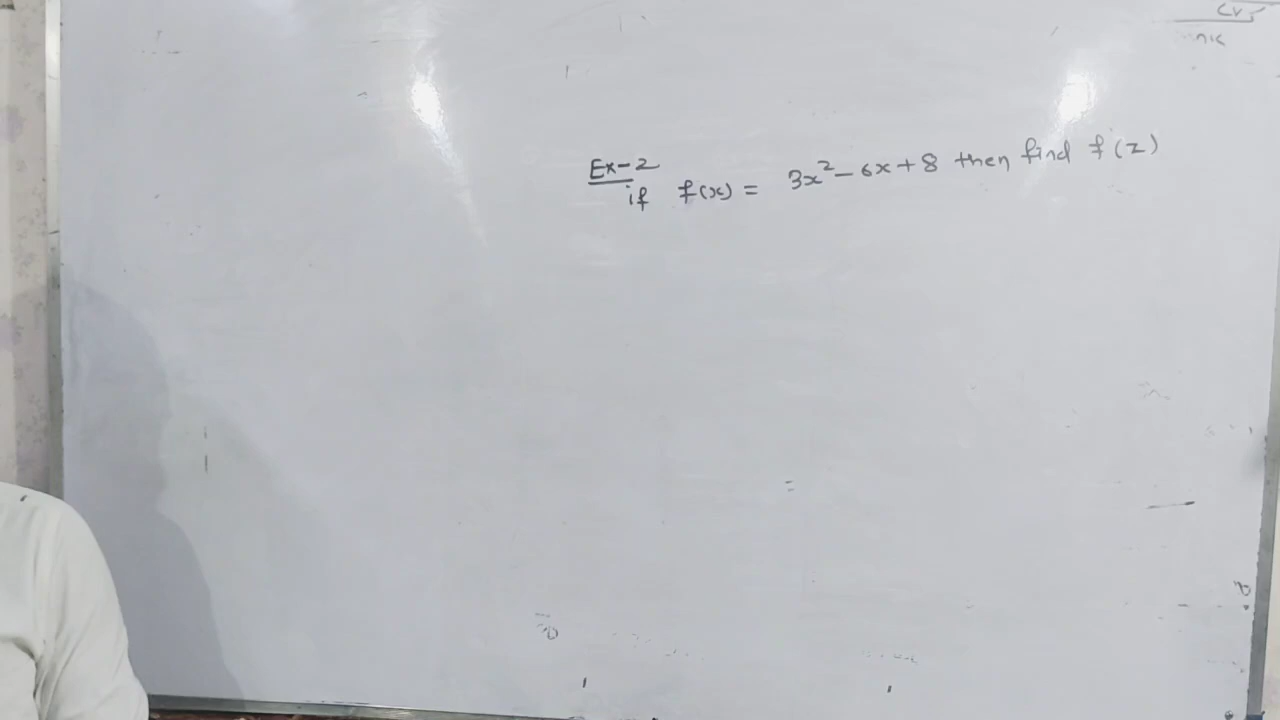 Ex-2
if f(x) = 3x² - 6x + 8 then find f(2)